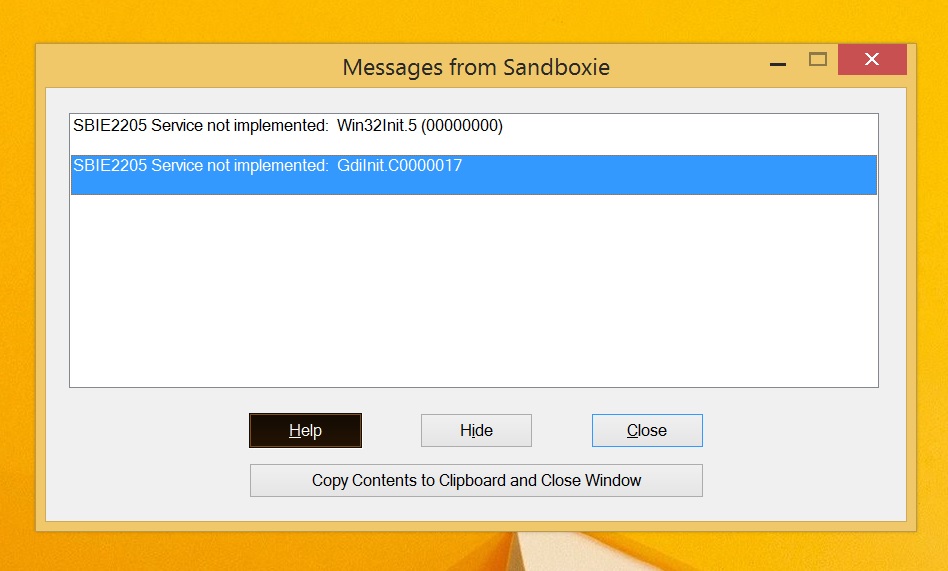 Messages from Sandboxie
SBIE2205 Service not implemented:  Win32Init.5 (00000000)
SBIE2205 Service not implemented:  GdiInit.C0000017
Help
Hide
Close
Copy Contents to Clipboard and Close Window